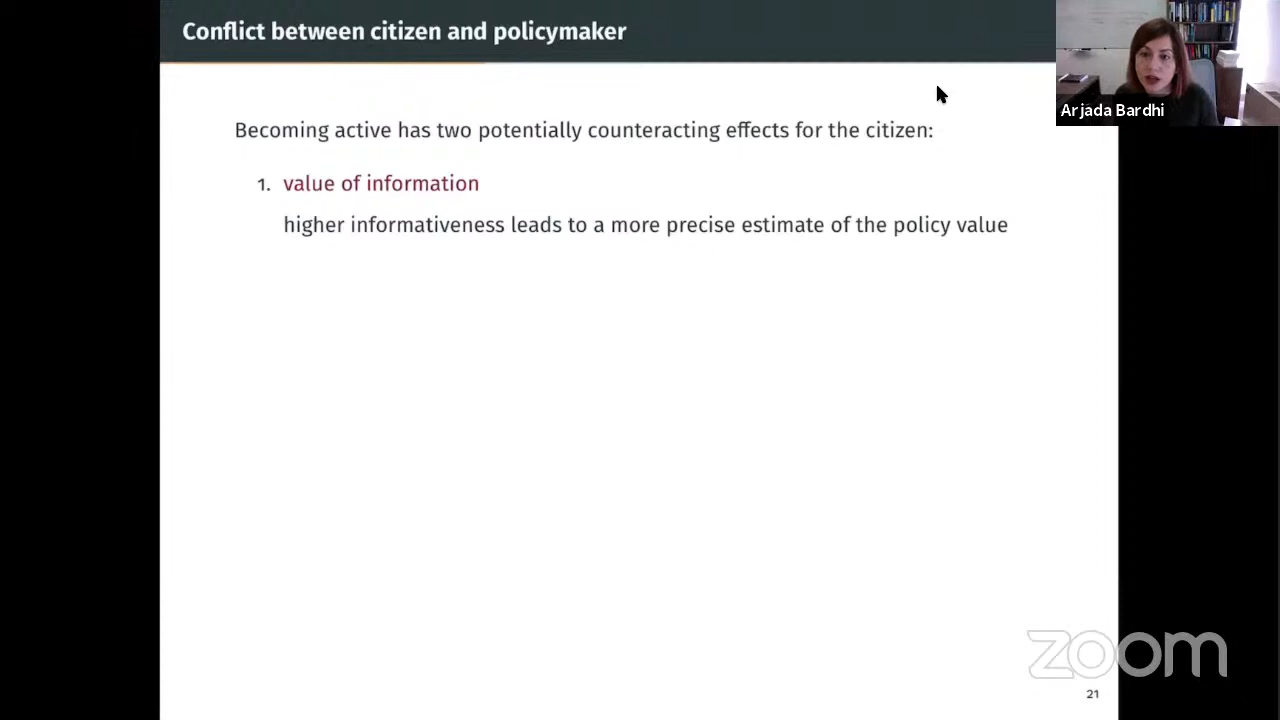 Conflict between citizen and policymaker
Arjada Bardhi
Becoming active has two potentially counteracting effects for the citizen:
1. value of information
higher informativeness leads to a more precise estimate of the policy value
zoom
21